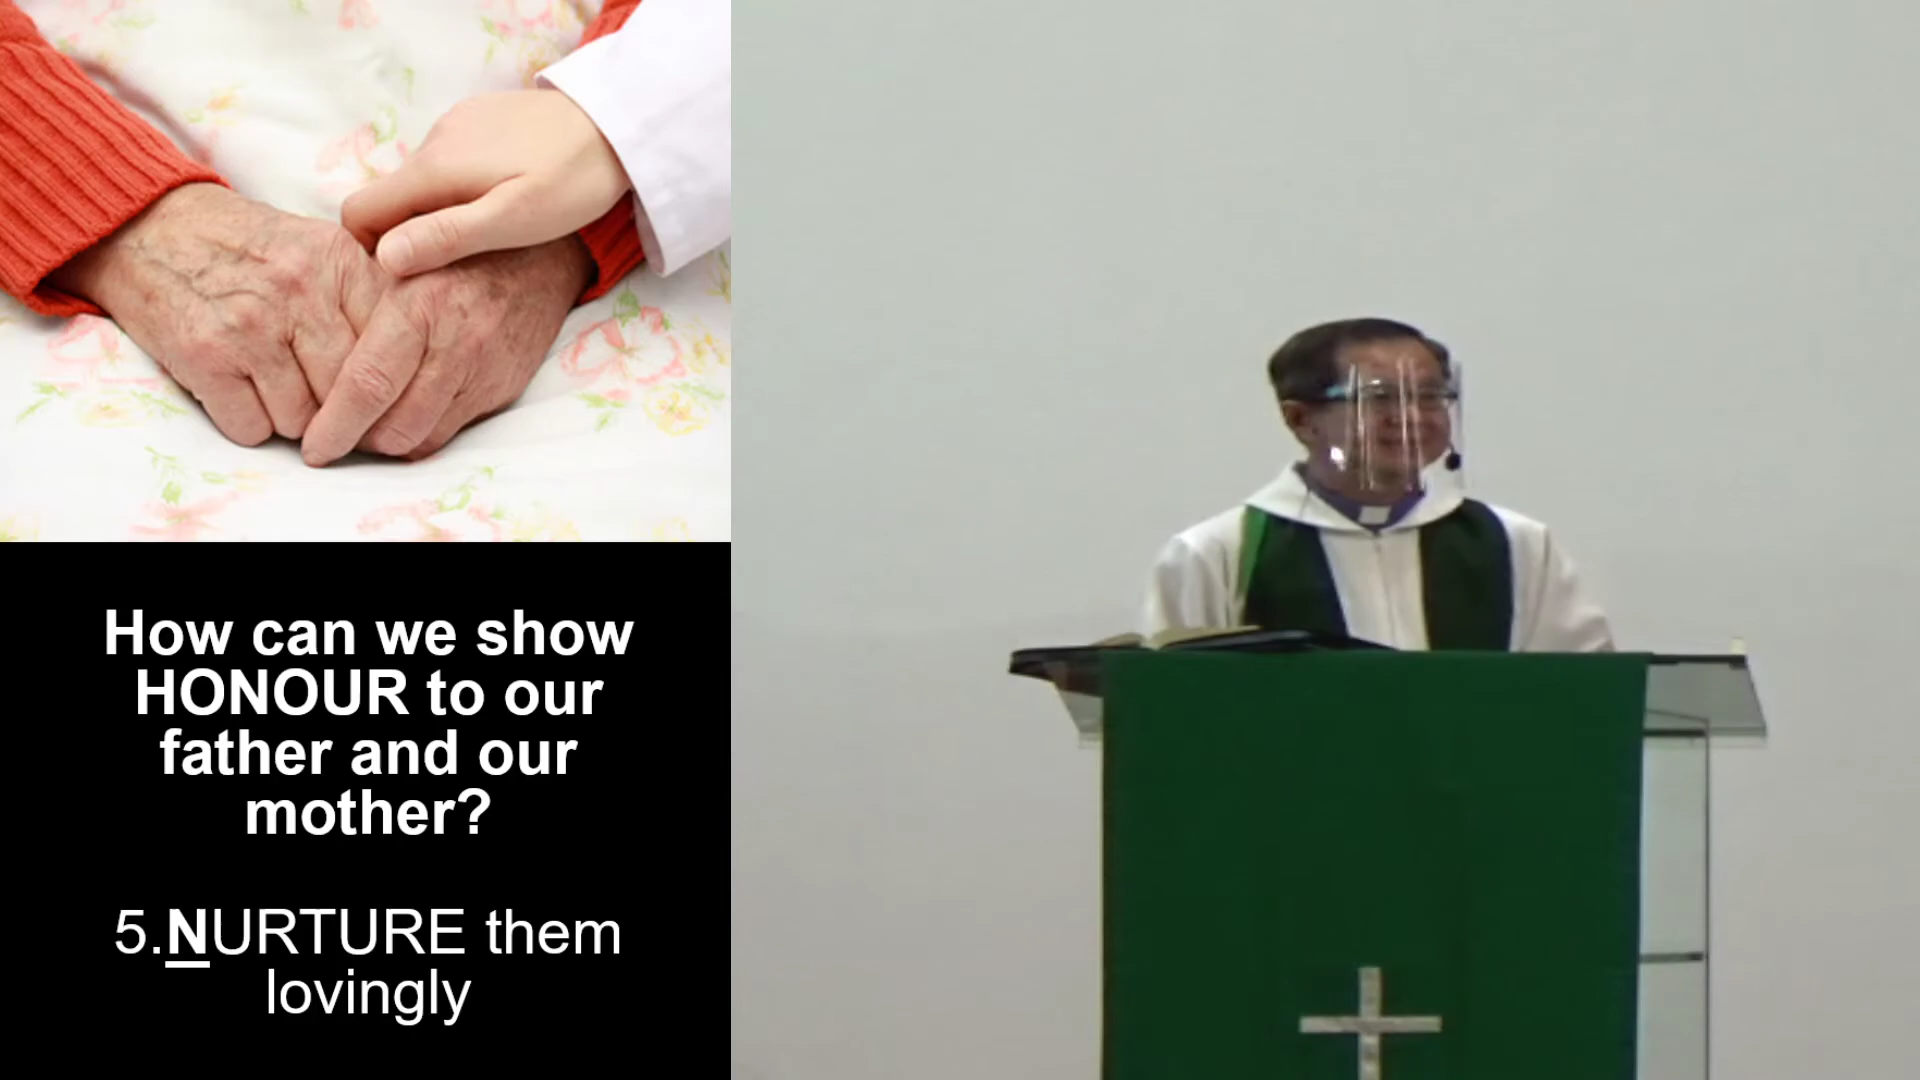 How can we show
HONOUR to our
father and our
mother?
5.NURTURE them
lovingly